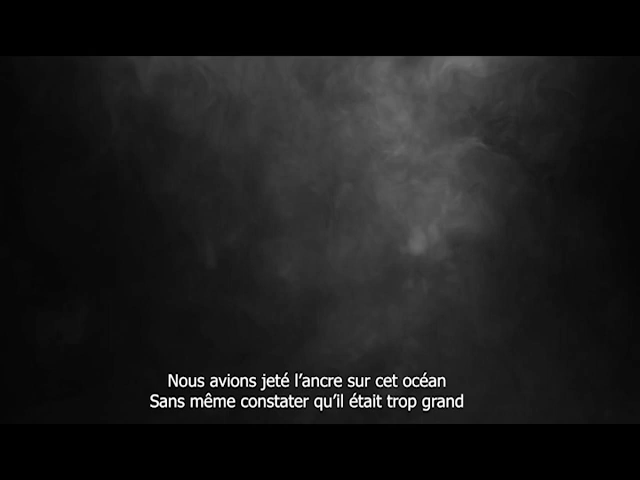 Nous avions jeté l’ancre sur cet océan
Sans même constater qu’il était trop grand